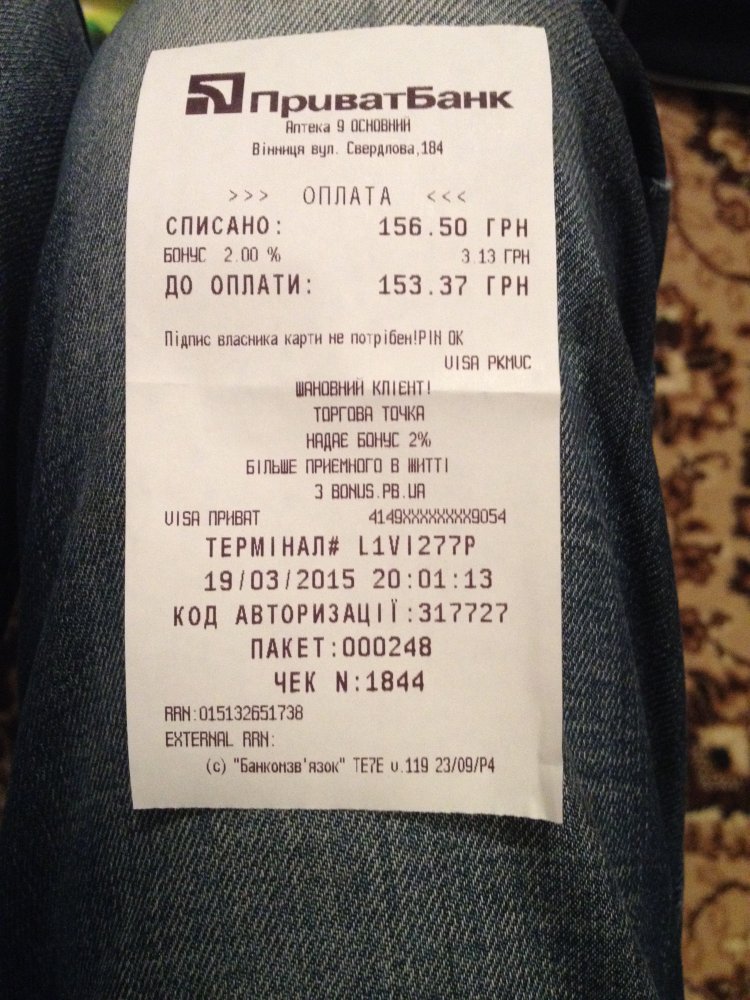 ПриватБанк
Аптека 9 ОСНОВНИЙ
Вінниця вул. Свердлова,184
>>> ОПЛАТА <<<
СПИСАНО: 156.50 ГРН
БОНУС 2.00 % 3 13 ГРН
ДО ОПЛАТИ: 153.37 ГРН
Підпис власника карти не потрібен!PIN OK
VISA PKMVC
ШАНОВНИЙ КЛІЄНТ!
ТОРГОВА ТОЧКА
НАДАЄ БОНУС 2%
БІЛЬШЕ ПРИЄМНОГО В ЖИТТІ
З BONUS.PB.UA
VISA ПРИВАТ 4149XXXXXXXX9054
ТЕРМІНАЛ# L1VI277P
19/03/2015 20:01:13
КОД АВТОРИЗАЦІЇ:317727
ПАКЕТ:000248
ЧЕК N:1844
RRN:015132651738
EXTERNAL RRN:
(c) "Банкомзв'язок" TE7E v.119 23/09/P4